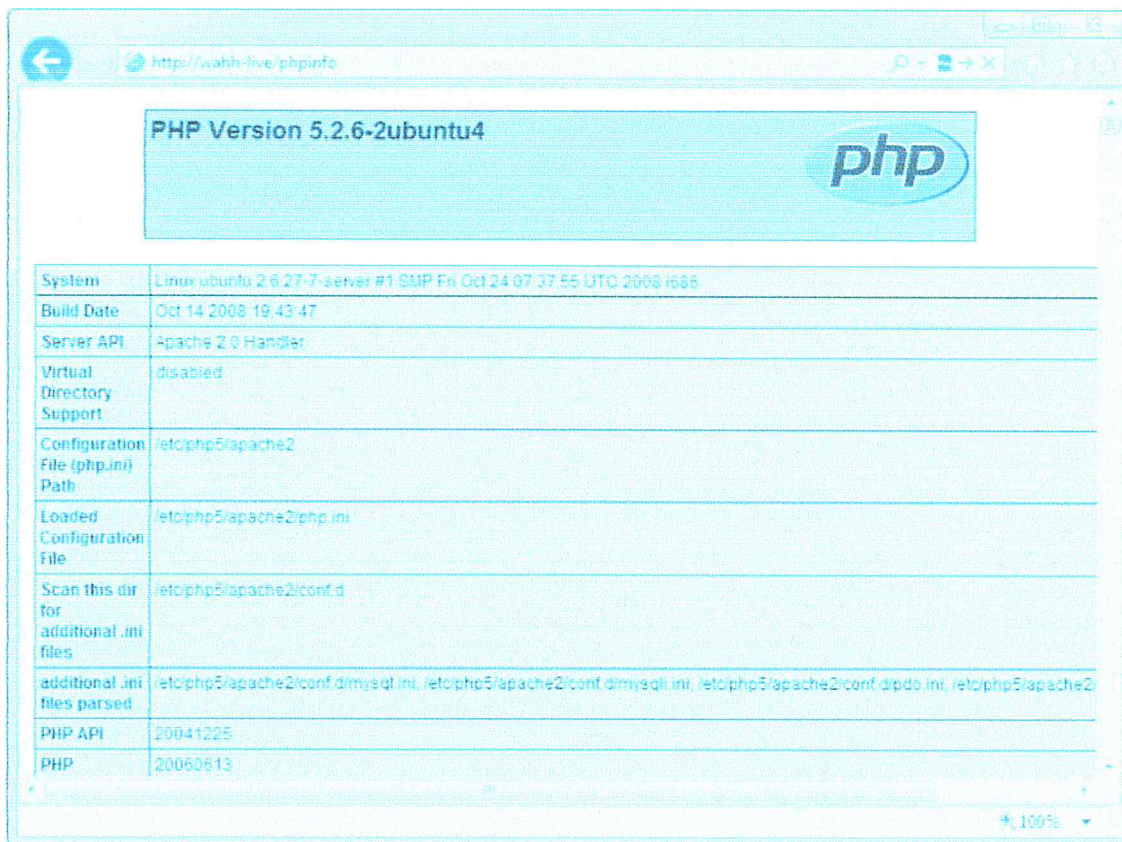 http://wahh-live/phpinfo
PHP Version 5.2.6-2ubuntu4
php
System Linux ubuntu 2.6.27-7-server #1 SMP Fri Oct 24 07:37:55 UTC 2008 i686
Build Date Oct 14 2008 19:43:47
Server API Apache 2.0 Handler
Virtual disabled
Directory
Support
Configuration /etc/php5/apache2
File (php.ini)
Path
Loaded /etc/php5/apache2/php.ini
Configuration
File
Scan this dir /etc/php5/apache2/conf.d
for
additional .ini
files
additional .ini /etc/php5/apache2/conf.d/mysql.ini, /etc/php5/apache2/conf.d/mysqli.ini, /etc/php5/apache2/conf.d/pdo.ini, /etc/php5/apache2/
files parsed
PHP API 20041225
PHP 20060613
100%